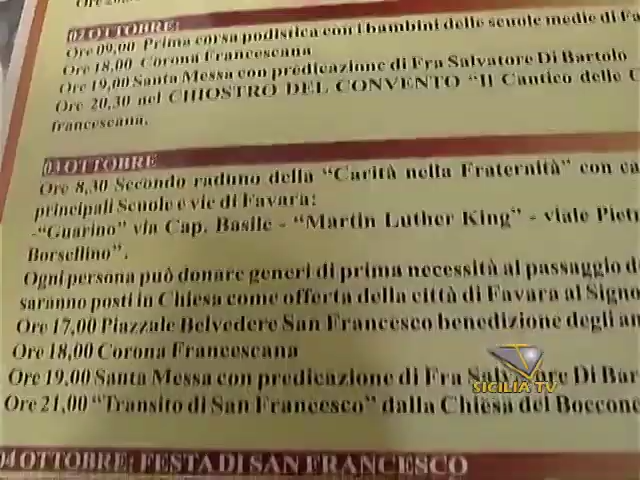 02 OTTOBRE:
Ore 09,00 Prima corsa podistica con i bambini delle scuole medie di
Ore 18,00 Corona Francescana
Ore 19,00 Santa Messa con predicazione di Fra Salvatore Di Bartolo
Ore 20,30 nel CHIOSTRO DEL CONVENTO "Il Cantico delle
francescana.
03 OTTOBRE
Ore 8,30 Secondo raduno della "Carità nella Fraternità" con
principali Scuole e vie di Favara:
-"Guarino" via Cap. Basile - "Martin Luther King" - viale
Borsellino".
Ogni persona può donare generi di prima necessità al passaggio
saranno posti in Chiesa come offerta della città di Favara al
Ore 17,00 Piazzale Belvedere San Francesco benedizione degli
Ore 18,00 Corona Francescana
Ore 19,00 Santa Messa con predicazione di Fra Salvatore Di
Ore 21,00 "Transito di San Francesco" dalla Chiesa del
SICILIA TV
04 OTTOBRE: FESTA DI SAN FRANCESCO